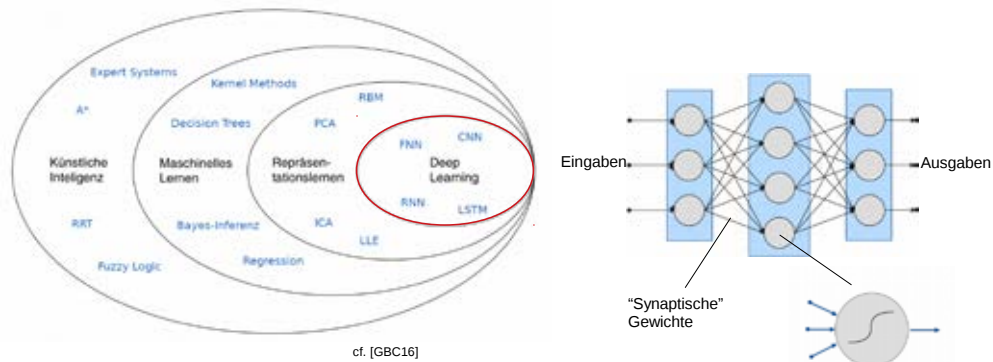 Expert Systems
Kernel Methods
RBM
A*
Decision Trees
PCA
FNN
CNN
Künstliche
Inteligenz
Maschinelles
Lernen
Repräsen-
tationslernen
Deep
Learning
RNN
LSTM
RRT
Bayes-Inferenz
ICA
LLE
Fuzzy Logic
Regression
cf. [GBC16]
Eingaben
Ausgaben
“Synaptische”
Gewichte